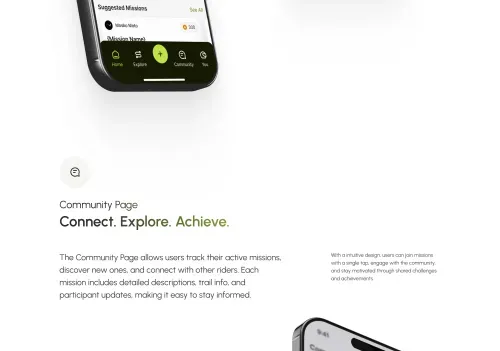 Suggested Missions
See All
500
[Mission Name]
Home
Explore
Community
You
Community Page
Connect. Explore. Achieve.
The Community Page allows users track their active missions,
discover new ones, and connect with other riders. Each
mission includes detailed descriptions, trail info, and
participant updates, making it easy to stay informed.
With a intuitive design, users can join missions
with a single tap, engage with the community,
and stay motivated through shared challenges
and achievements.
9:41